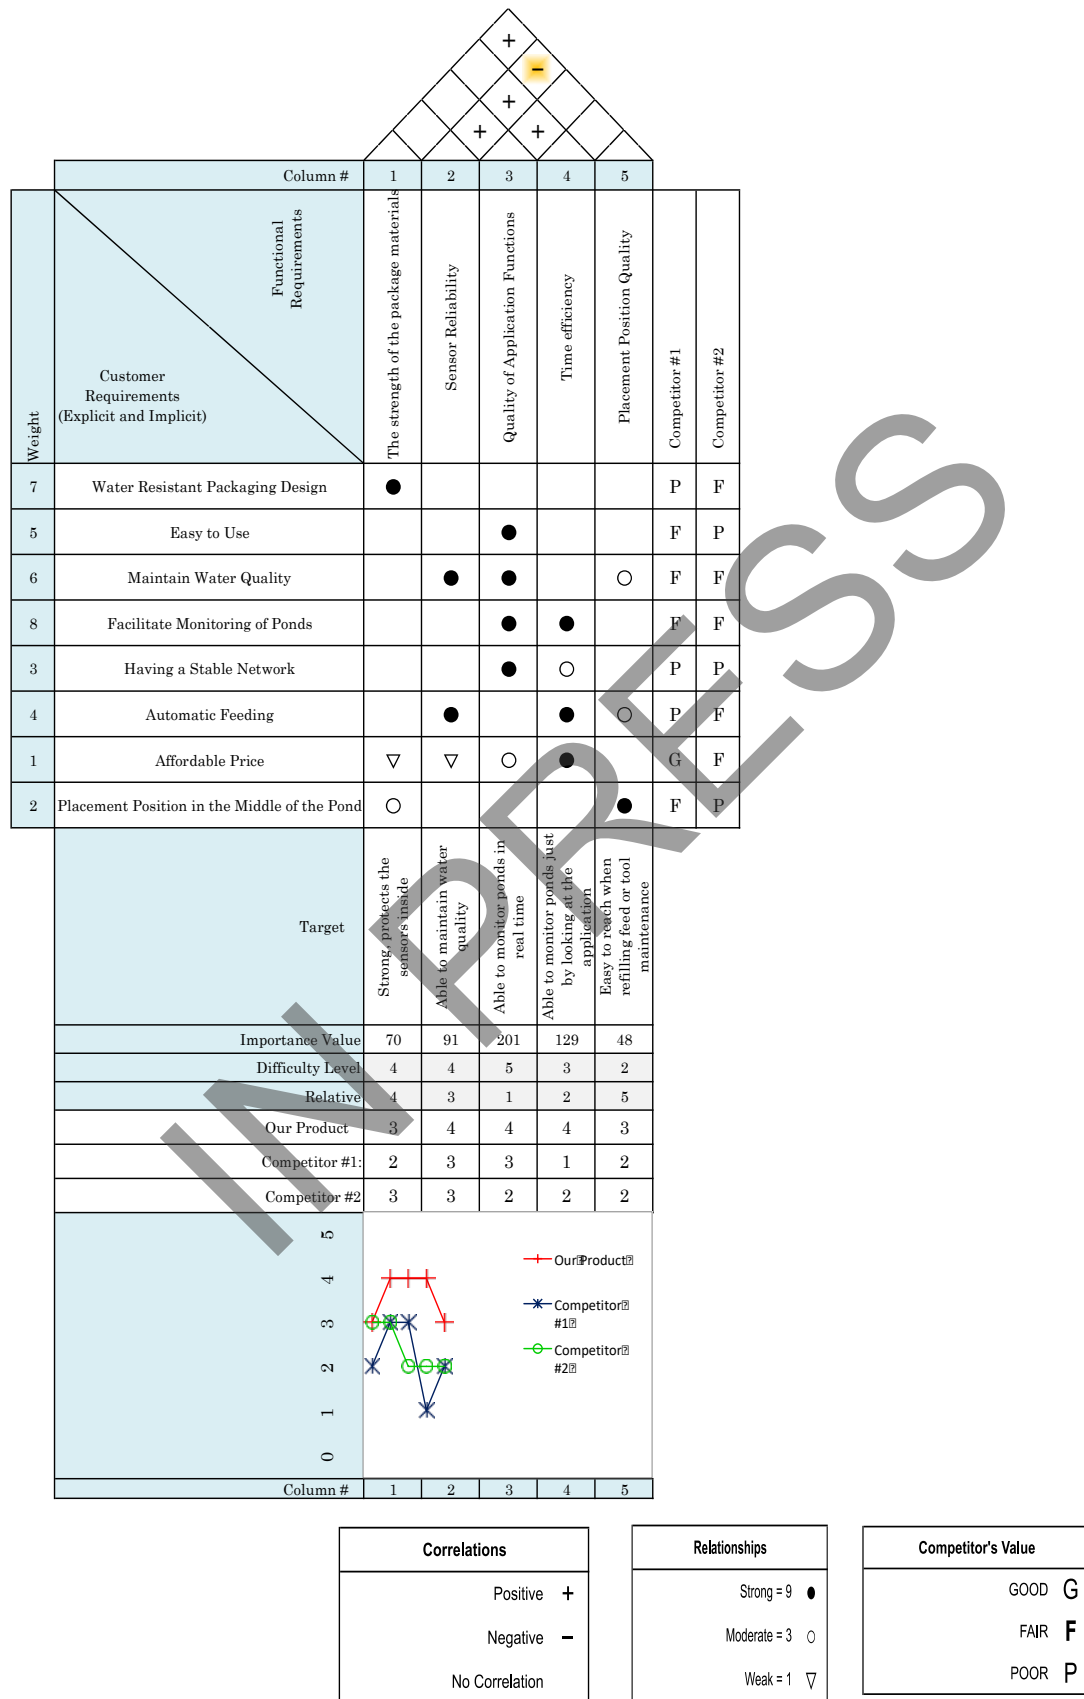 +
−
+
+ +
Column # 1 2 3 4 5
Functional
Requirements
Customer
Requirements
(Explicit and Implicit)
Weight
The strength of the package materials
Sensor Reliability
Quality of Application Functions
Time efficiency
Placement Position Quality
Competitor #1
Competitor #2
7 Water Resistant Packaging Design ● P F
5 Easy to Use ● F P
6 Maintain Water Quality ● ● ○ F F
8 Facilitate Monitoring of Ponds ● ● F F
3 Having a Stable Network ● ○ P P
4 Automatic Feeding ● ● ○ P F
1 Affordable Price ▽ ▽ ○ ● G F
2 Placement Position in the Middle of the Pond ○ ● F P
Target
Strong, protects the
sensors inside
Able to maintain water
quality
Able to monitor ponds in
real time
Able to monitor ponds just
by looking at the
application
Easy to reach when
refilling feed or tool
maintenance
Importance Value 70 91 201 129 48
Difficulty Level 4 4 5 3 2
Relative 4 3 1 2 5
Our Product 3 4 4 4 3
Competitor #1: 2 3 3 1 2
Competitor #2 3 3 2 2 2
5
4
3
2
1
0
Our Product
Competitor
#1
Competitor
#2
Column # 1 2 3 4 5
Correlations
Positive +
Negative −
No Correlation
Relationships
Strong = 9 ●
Moderate = 3 ○
Weak = 1 ▽
Competitor's Value
GOOD G
FAIR F
POOR P
IN PRESS